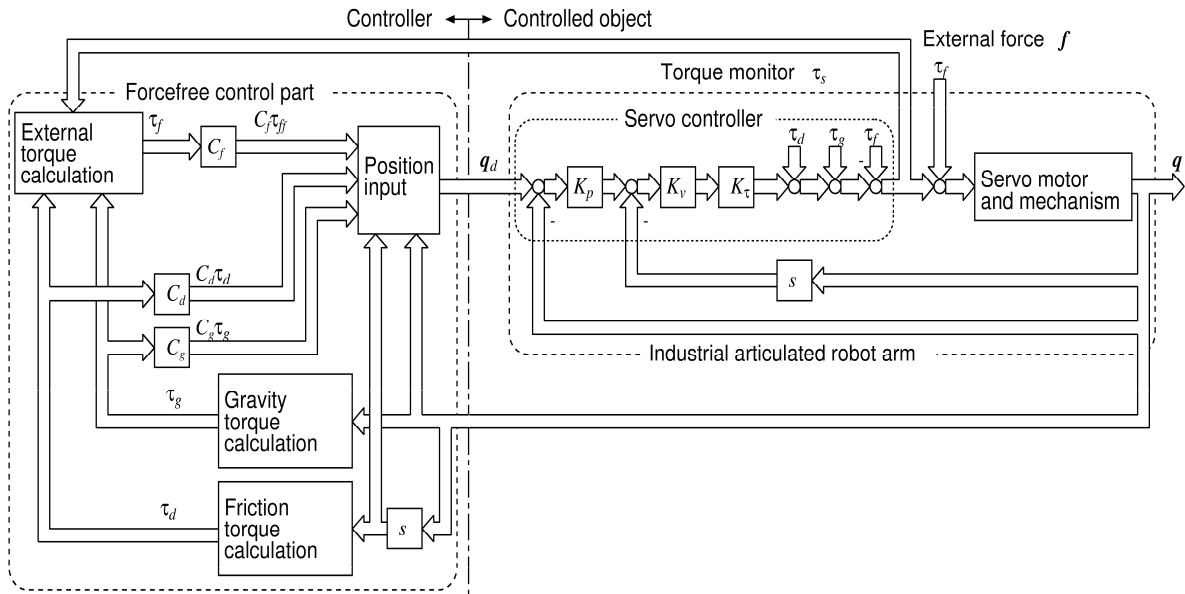 Controller
Controlled object
External force f
τf
Torque monitor τs
Forcefree control part
External
torque
calculation
τf
Cf
Cfτff
Position
input
qd
Servo controller
Kp
Kv
Kτ
τd
τg
τf
-
Servo motor
and mechanism
q
-
-
s
Cd
Cdτd
Cg
Cgτg
Industrial articulated robot arm
τg
Gravity
torque
calculation
τd
Friction
torque
calculation
s